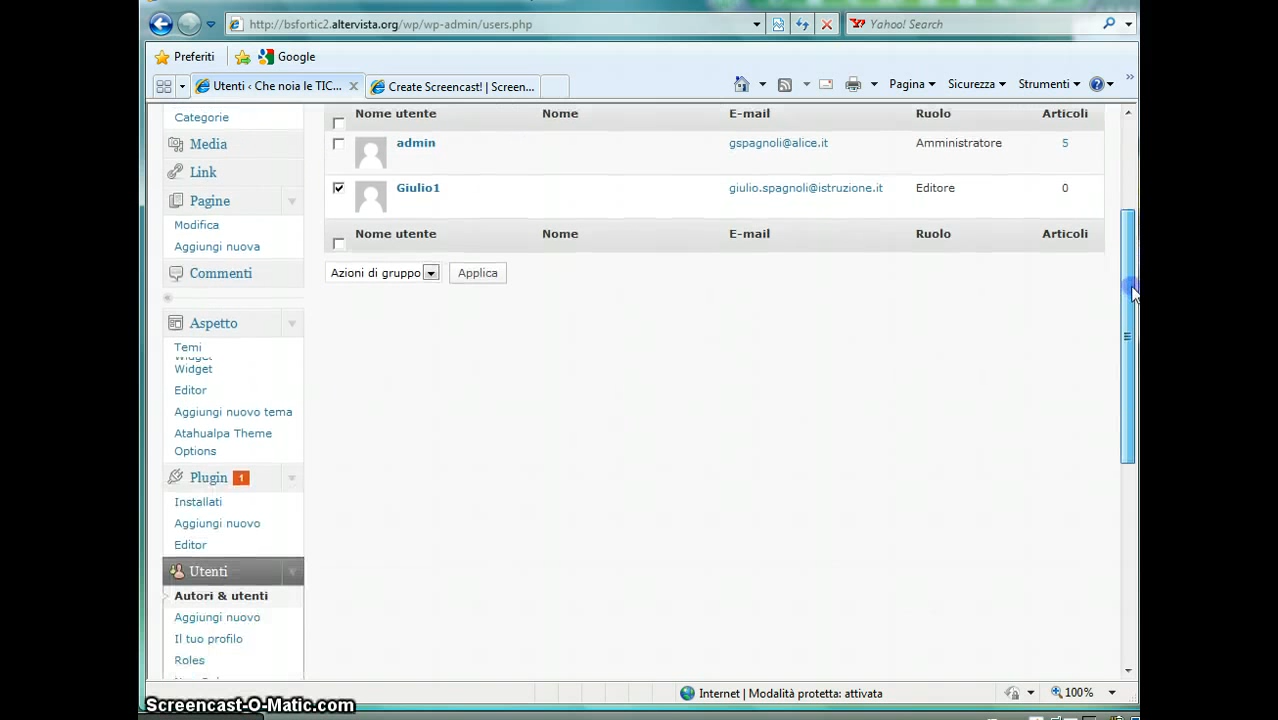 http://bsfortic2.altervista.org/wp/wp-admin/users.php
Yahoo! Search
Preferiti
Google
Utenti ‹ Che noia le TIC...
Create Screencast! | Screen...
Pagina
Sicurezza
Strumenti
Categorie
Media
Link
Pagine
Modifica
Aggiungi nuova
Commenti
Aspetto
Temi
Widget
Widget
Editor
Aggiungi nuovo tema
Atahualpa Theme
Options
Plugin 1
Installati
Aggiungi nuovo
Editor
Utenti
Autori & utenti
Aggiungi nuovo
Il tuo profilo
Roles
Nome utente Nome E-mail Ruolo Articoli
admin gspagnoli@alice.it Amministratore 5
Giulio1 giulio.spagnoli@istruzione.it Editore 0
Nome utente Nome E-mail Ruolo Articoli
Azioni di gruppo Applica
Internet | Modalità protetta: attivata
100%
Screencast-O-Matic.com